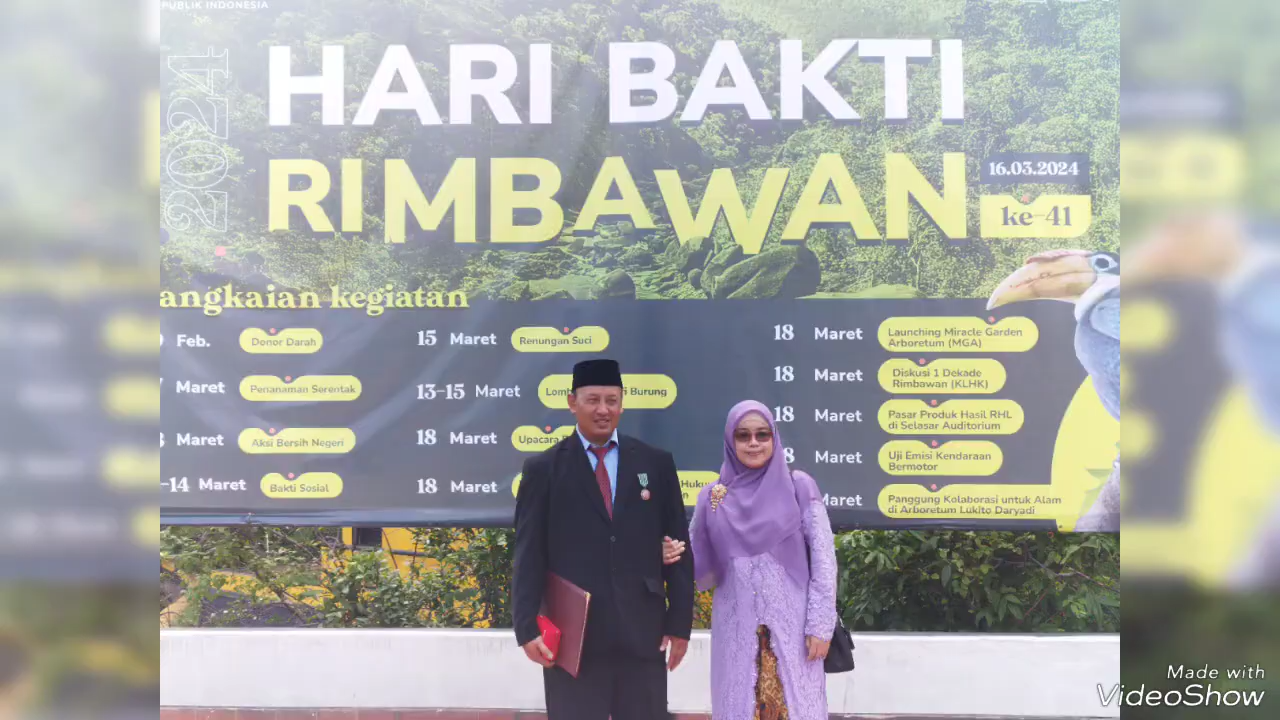 PUBLIK INDONESIA
2024
HARI BAKTI
RIMBAWAN
16.03.2024
ke-41
angkaian kegiatan
Feb. Donor Darah
Maret Penanaman Serentak
Maret Aksi Bersih Negeri
-14 Maret Bakti Sosial
15 Maret Renungan Suci
13-15 Maret Lomb Burung
18 Maret Upacara
18 Maret Huku
18 Maret Launching Miracle Garden
Arboretum (MGA)
18 Maret Diskusi 1 Dekade
Rimbawan (KLHK)
18 Maret Pasar Produk Hasil RHL
di Selasar Auditorium
8 Maret Uji Emisi Kendaraan
Bermotor
Maret Panggung Kolaborasi untuk Alam
di Arboretum Lukito Daryadi
Made with
VideoShow